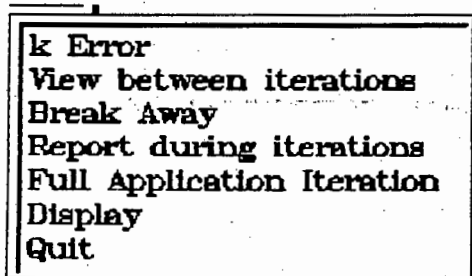 k Error
View between iterations
Break Away
Report during iterations
Full Application Iteration
Display
Quit